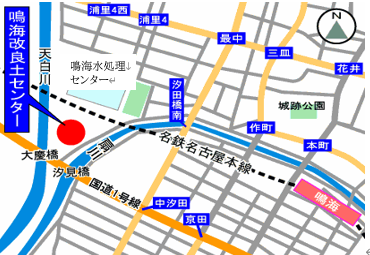 鳴海改良土センター
天白川
浦里4西
浦里4
最中
三皿
花井
N
鳴海水処理↓
センター↵
汐田橋南
城跡公園
作町
本町
扇川
名鉄名古屋本線
大慶橋
汐見橋
国道1号線
中汐田
京田
鳴海